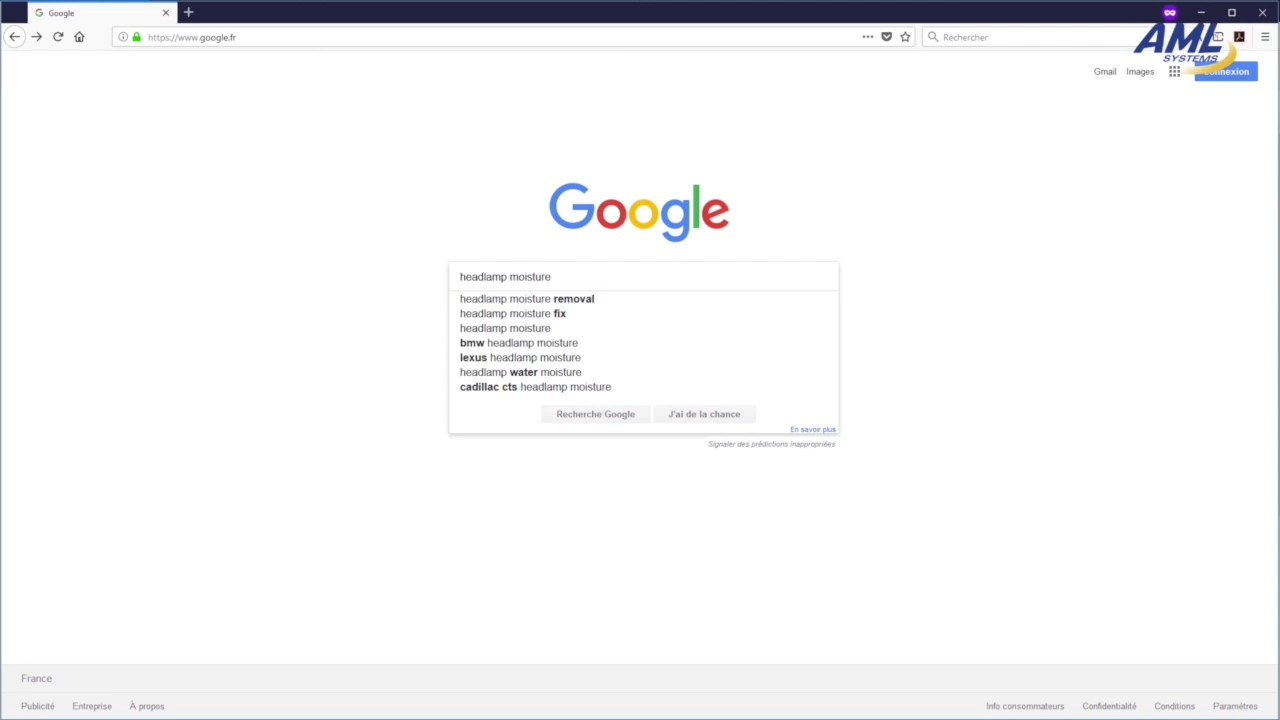 Google
https://www.google.fr
Rechercher
AML
SYSTEMS
Gmail
Images
Google
headlamp moisture
headlamp moisture removal
headlamp moisture fix
headlamp moisture
bmw headlamp moisture
lexus headlamp moisture
headlamp water moisture
cadillac cts headlamp moisture
Recherche Google
J'ai de la chance
En savoir plus
Signaler des prédictions inappropriées
France
Publicité
Entreprise
À propos
Info consommateurs
Confidentialité
Conditions
Paramètres